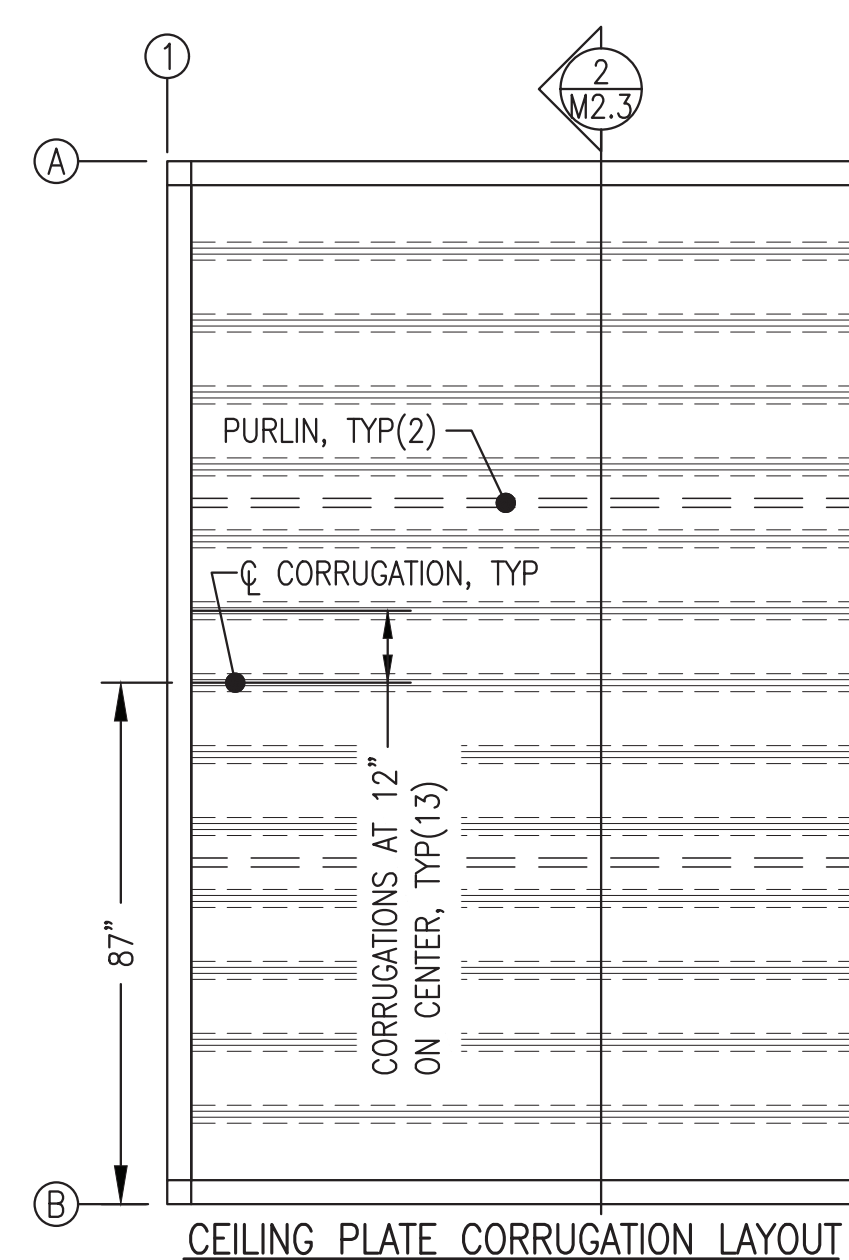 1
2
M2.3
A
PURLIN, TYP(2)
℄ CORRUGATION, TYP
CORRUGATIONS AT 12”
ON CENTER, TYP(13)
87”
B
CEILING PLATE CORRUGATION LAYOUT